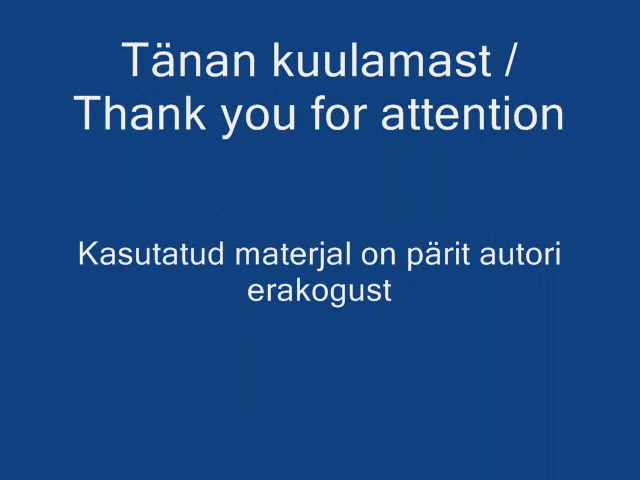 Tänan kuulamast /
Thank you for attention
Kasutatud materjal on pärit autori
erakogust